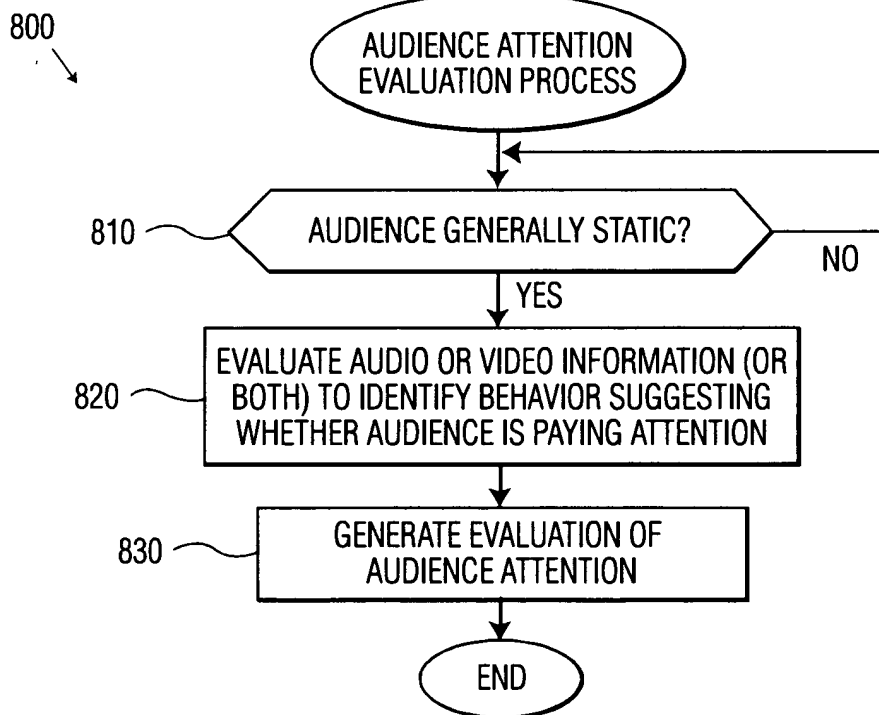 800
AUDIENCE ATTENTION
EVALUATION PROCESS
810
AUDIENCE GENERALLY STATIC?
NO
YES
820
EVALUATE AUDIO OR VIDEO INFORMATION (OR
BOTH) TO IDENTIFY BEHAVIOR SUGGESTING
WHETHER AUDIENCE IS PAYING ATTENTION
830
GENERATE EVALUATION OF
AUDIENCE ATTENTION
END